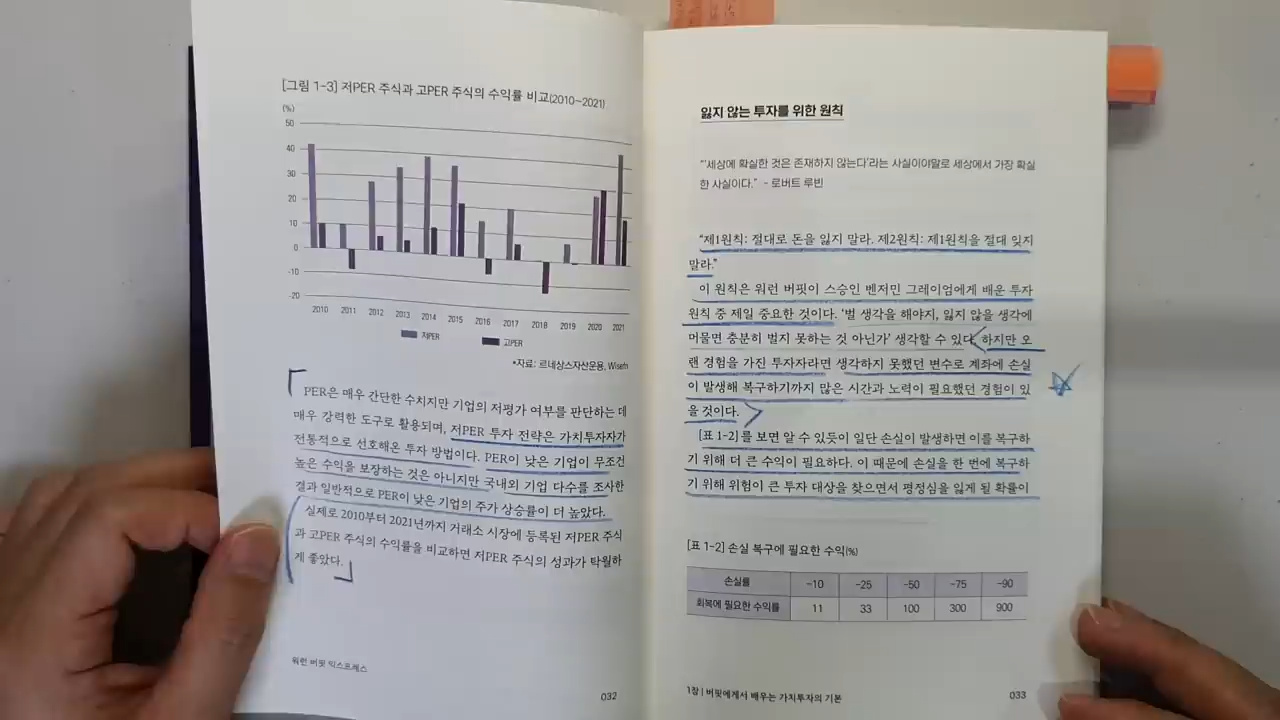 [그림 1-3] 저PER 주식과 고PER 주식의 수익률 비교(2010~2021)
(%)
50
40
30
20
10
0
-10
-20
2010 2011 2012 2013 2014 2015 2016 2017 2018 2019 2020 2021
저PER 고PER
*자료: 르네상스자산운용, Wisefn
PER은 매우 간단한 수치지만 기업의 저평가 여부를 판단하는 데
매우 강력한 도구로 활용되며, 저PER 투자 전략은 가치투자자가
전통적으로 선호해온 투자 방법이다. PER이 낮은 기업이 무조건
높은 수익을 보장하는 것은 아니지만 국내외 기업 다수를 조사한
결과 일반적으로 PER이 낮은 기업의 주가 상승률이 더 높았다.
실제로 2010부터 2021년까지 거래소 시장에 등록된 저PER 주식
과 고PER 주식의 수익률을 비교하면 저PER 주식의 성과가 탁월하
게 좋았다.
워런 버핏 익스프레스
032
잃지 않는 투자를 위한 원칙
“‘세상에 확실한 것은 존재하지 않는다’라는 사실이야말로 세상에서 가장 확실
한 사실이다.” - 로버트 루빈
“제1원칙: 절대로 돈을 잃지 말라. 제2원칙: 제1원칙을 절대 잊지
말라.”
이 원칙은 워런 버핏이 스승인 벤저민 그레이엄에게 배운 투자
원칙 중 제일 중요한 것이다. ‘벌 생각을 해야지, 잃지 않을 생각에
머물면 충분히 벌지 못하는 것 아닌가’ 생각할 수 있다. 하지만 오
랜 경험을 가진 투자자라면 생각하지 못했던 변수로 계좌에 손실
이 발생해 복구하기까지 많은 시간과 노력이 필요했던 경험이 있
을 것이다.
[표 1-2]를 보면 알 수 있듯이 일단 손실이 발생하면 이를 복구하
기 위해 더 큰 수익이 필요하다. 이 때문에 손실을 한 번에 복구하
기 위해 위험이 큰 투자 대상을 찾으면서 평정심을 잃게 될 확률이
[표 1-2] 손실 복구에 필요한 수익(%)
손실률 -10 -25 -50 -75 -90
회복에 필요한 수익률 11 33 100 300 900
1장 | 버핏에게서 배우는 가치투자의 기본
033